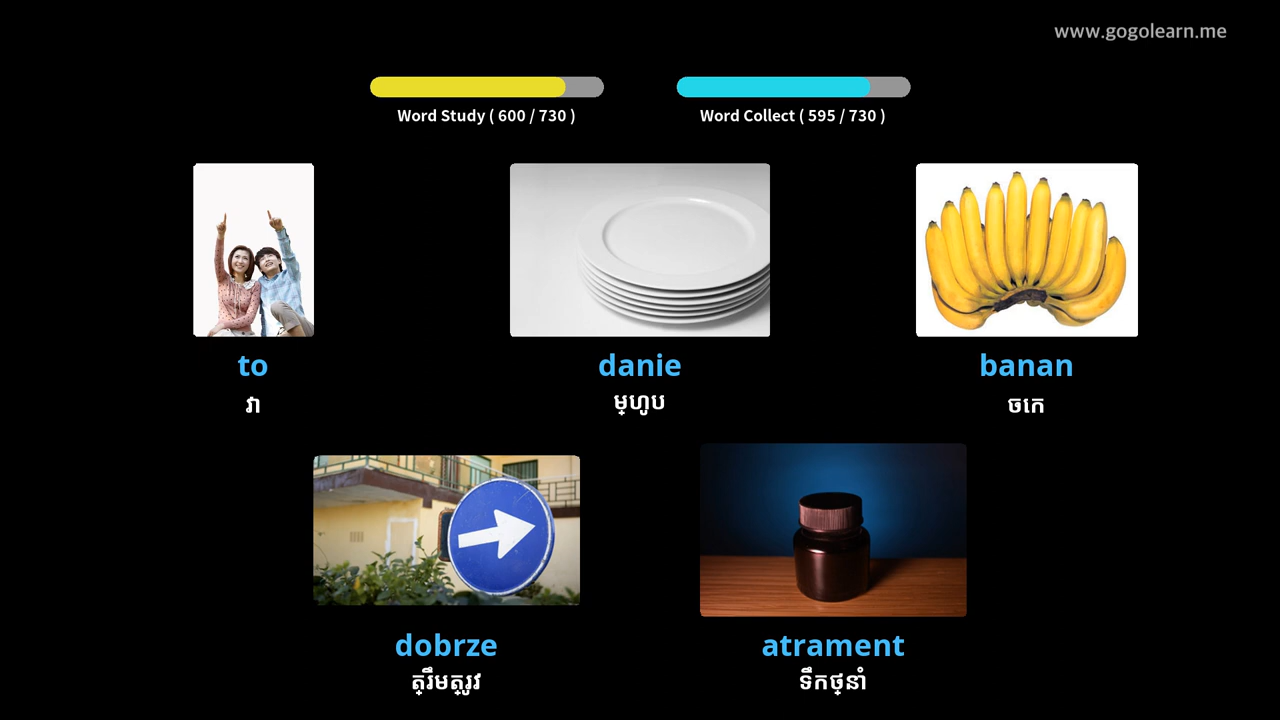 www.gogolearn.me
Word Study ( 600 / 730 )
Word Collect ( 595 / 730 )
to
វា
danie
ម្ហូប
banan
ចេក
dobrze
ត្រឹមត្រូវ
atrament
ទឹកថ្នាំ